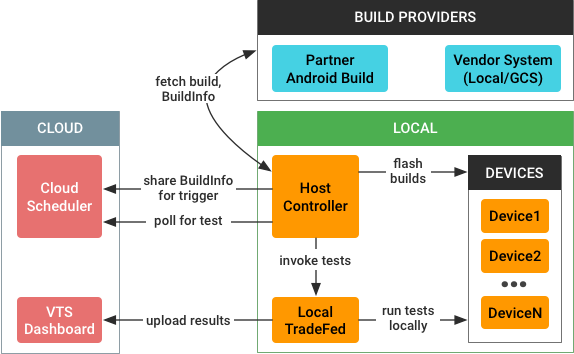 BUILD PROVIDERS
Partner
Android Build
Vendor System
(Local/GCS)
fetch build,
BuildInfo
CLOUD
LOCAL
Cloud
Scheduler
share BuildInfo
for trigger
poll for test
Host
Controller
flash
builds
DEVICES
Device1
Device2
DeviceN
invoke tests
VTS
Dashboard
upload results
Local
TradeFed
run tests
locally